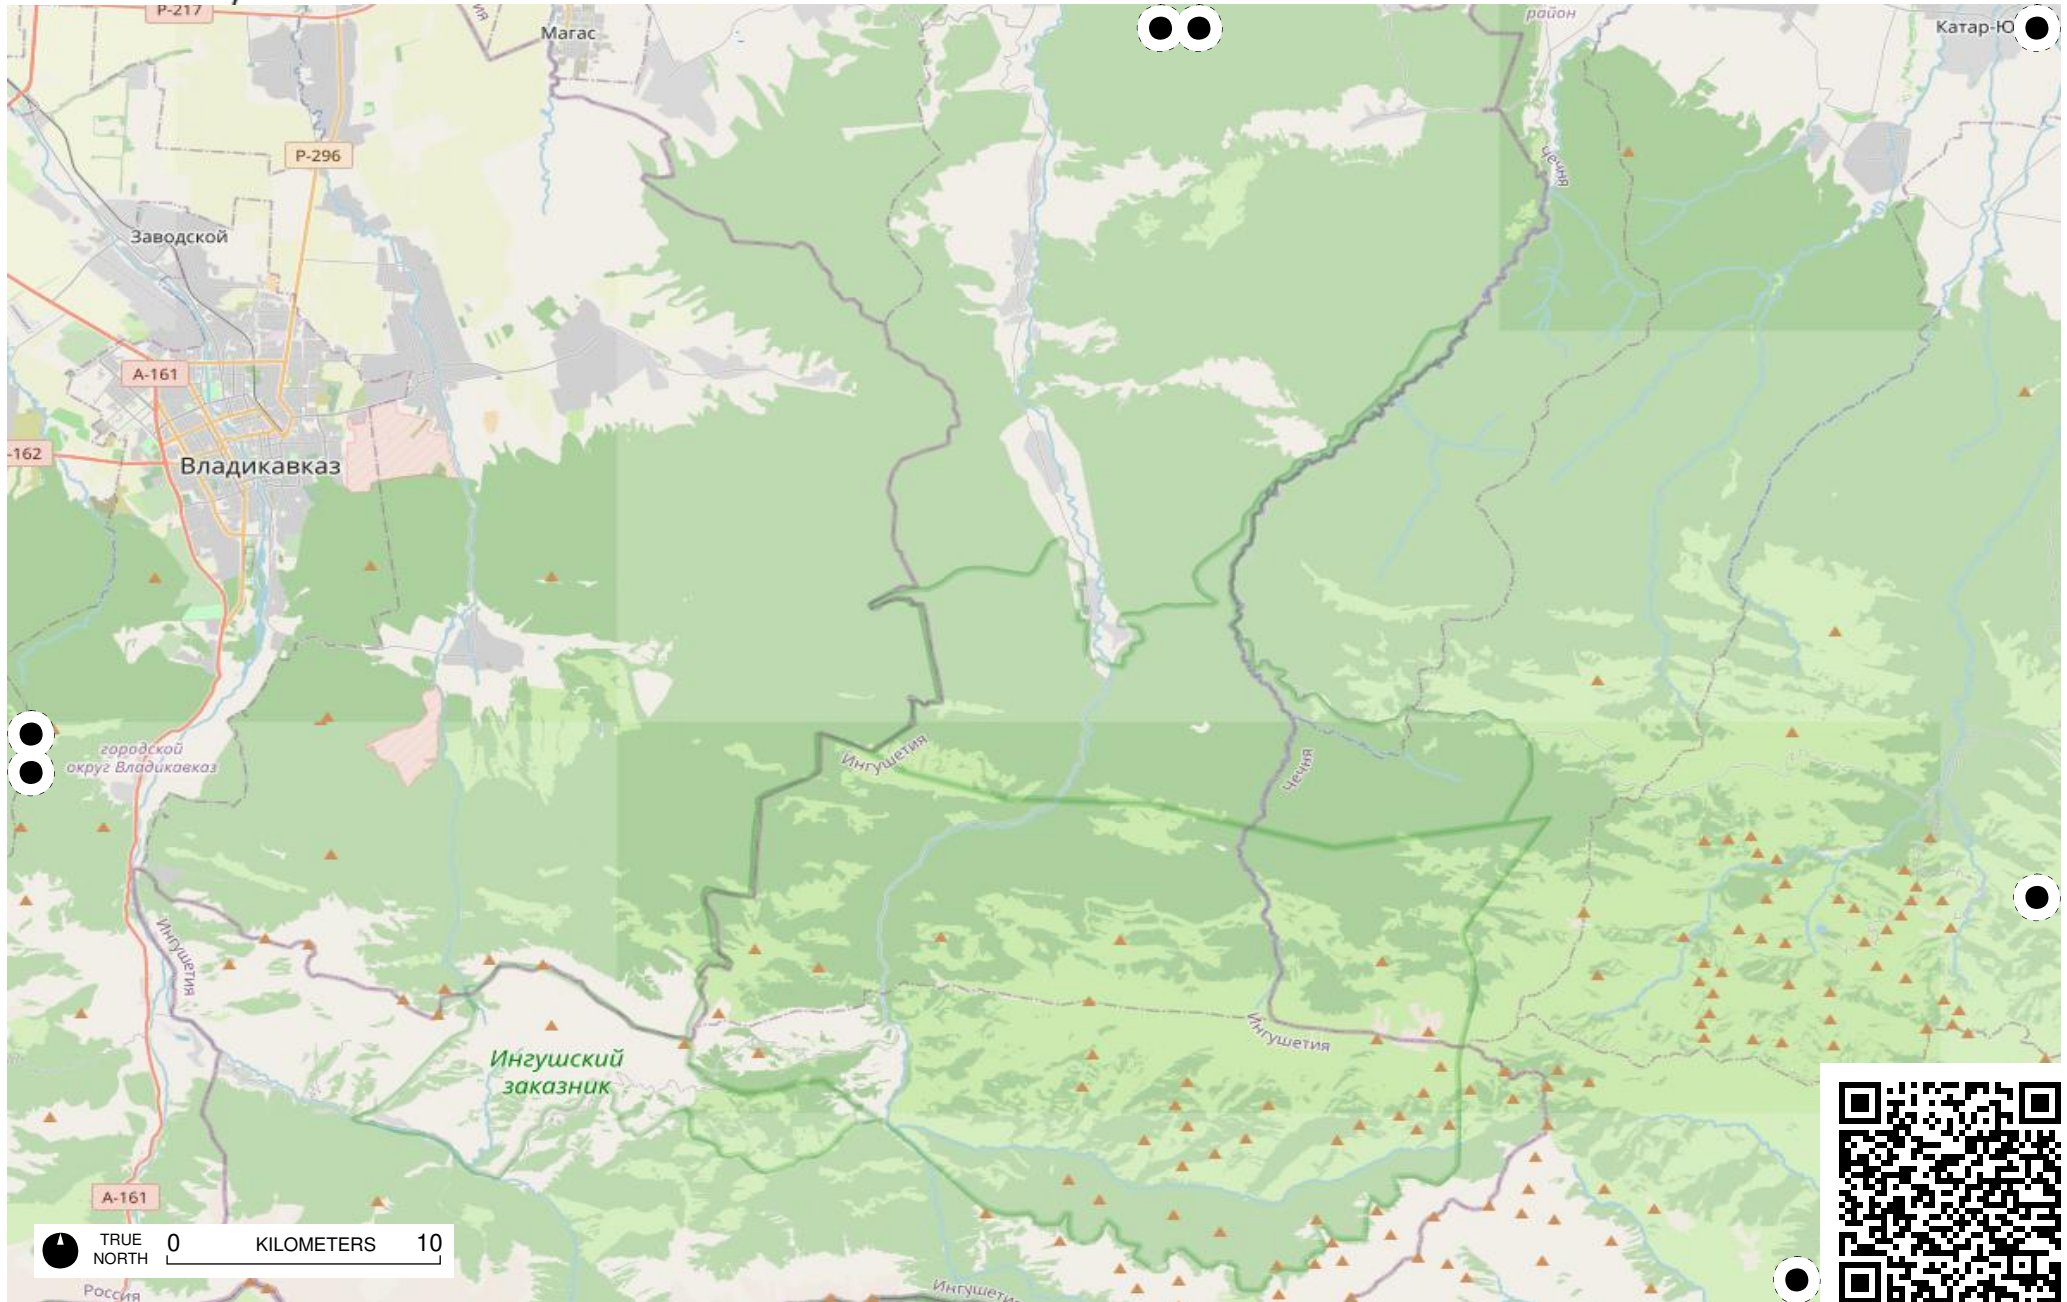 Р-217
Магас
район
Катар-Ю
Р-296
Чечня
Заводской
А-161
-162
Владикавказ
городской
округ Владикавказ
Ингушетия
Чечня
Ингушетия
Ингушетия
Ингушский
заказник
А-161
TRUE
NORTH
0 KILOMETERS 10
Россия
Ингушетия